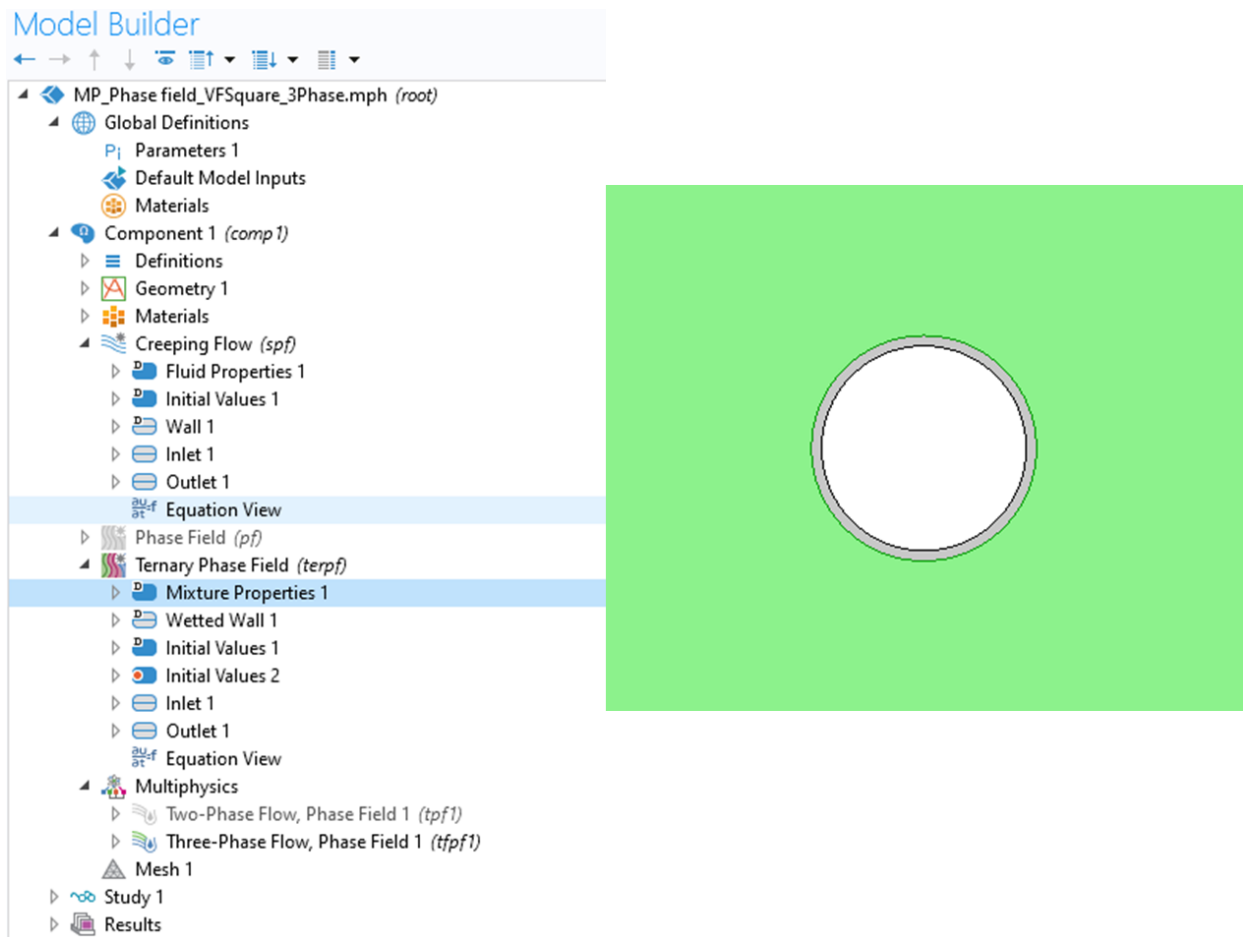 Model Builder
MP_Phase field_VFSquare_3Phase.mph (root)
Global Definitions
Pi Parameters 1
Default Model Inputs
Materials
Component 1 (comp1)
Definitions
Geometry 1
Materials
Creeping Flow (spf)
D Fluid Properties 1
D Initial Values 1
D Wall 1
Inlet 1
Outlet 1
∂u/∂t=f Equation View
Phase Field (pf)
Ternary Phase Field (terpf)
D Mixture Properties 1
D Wetted Wall 1
D Initial Values 1
Initial Values 2
Inlet 1
Outlet 1
∂u/∂t=f Equation View
Multiphysics
Two-Phase Flow, Phase Field 1 (tpf1)
Three-Phase Flow, Phase Field 1 (tfpf1)
Mesh 1
Study 1
Results